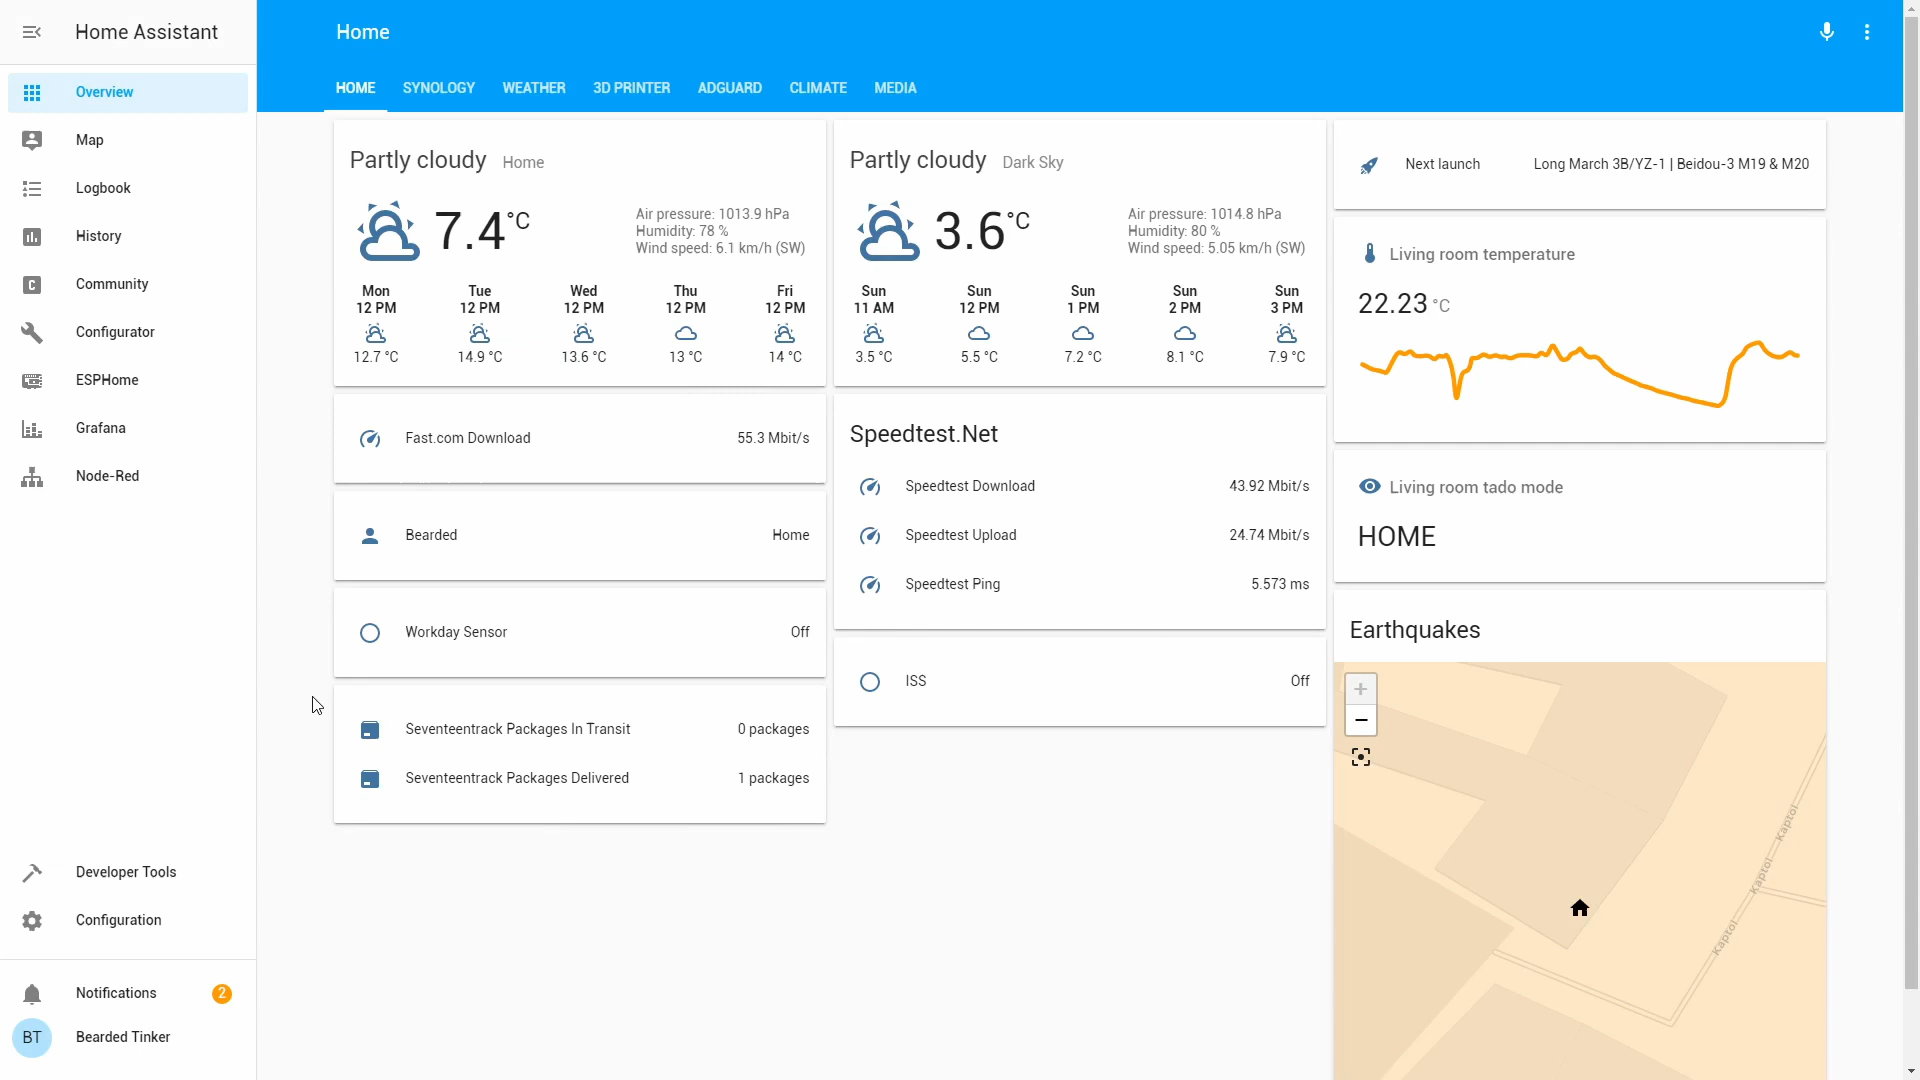 Home Assistant
Overview
Map
Logbook
History
Community
Configurator
ESPHome
Grafana
Node-Red
Developer Tools
Configuration
Notifications 2
BT Bearded Tinker
Home
HOME SYNOLOGY WEATHER 3D PRINTER ADGUARD CLIMATE MEDIA
Partly cloudy Home
7.4 °C
Air pressure: 1013.9 hPa
Humidity: 78 %
Wind speed: 6.1 km/h (SW)
Mon Tue Wed Thu Fri
12 PM 12 PM 12 PM 12 PM 12 PM
12.7 °C 14.9 °C 13.6 °C 13 °C 14 °C
Fast.com Download 55.3 Mbit/s
Bearded Home
Workday Sensor Off
Seventeentrack Packages In Transit 0 packages
Seventeentrack Packages Delivered 1 packages
Partly cloudy Dark Sky
3.6 °C
Air pressure: 1014.8 hPa
Humidity: 80 %
Wind speed: 5.05 km/h (SW)
Sun Sun Sun Sun Sun
11 AM 12 PM 1 PM 2 PM 3 PM
3.5 °C 5.5 °C 7.2 °C 8.1 °C 7.9 °C
Speedtest.Net
Speedtest Download 43.92 Mbit/s
Speedtest Upload 24.74 Mbit/s
Speedtest Ping 5.573 ms
ISS Off
Next launch Long March 3B/YZ-1 | Beidou-3 M19 & M20
Living room temperature
22.23 °C
Living room tado mode
HOME
Earthquakes
+
−
Kaptol
Kaptol
Kaptol